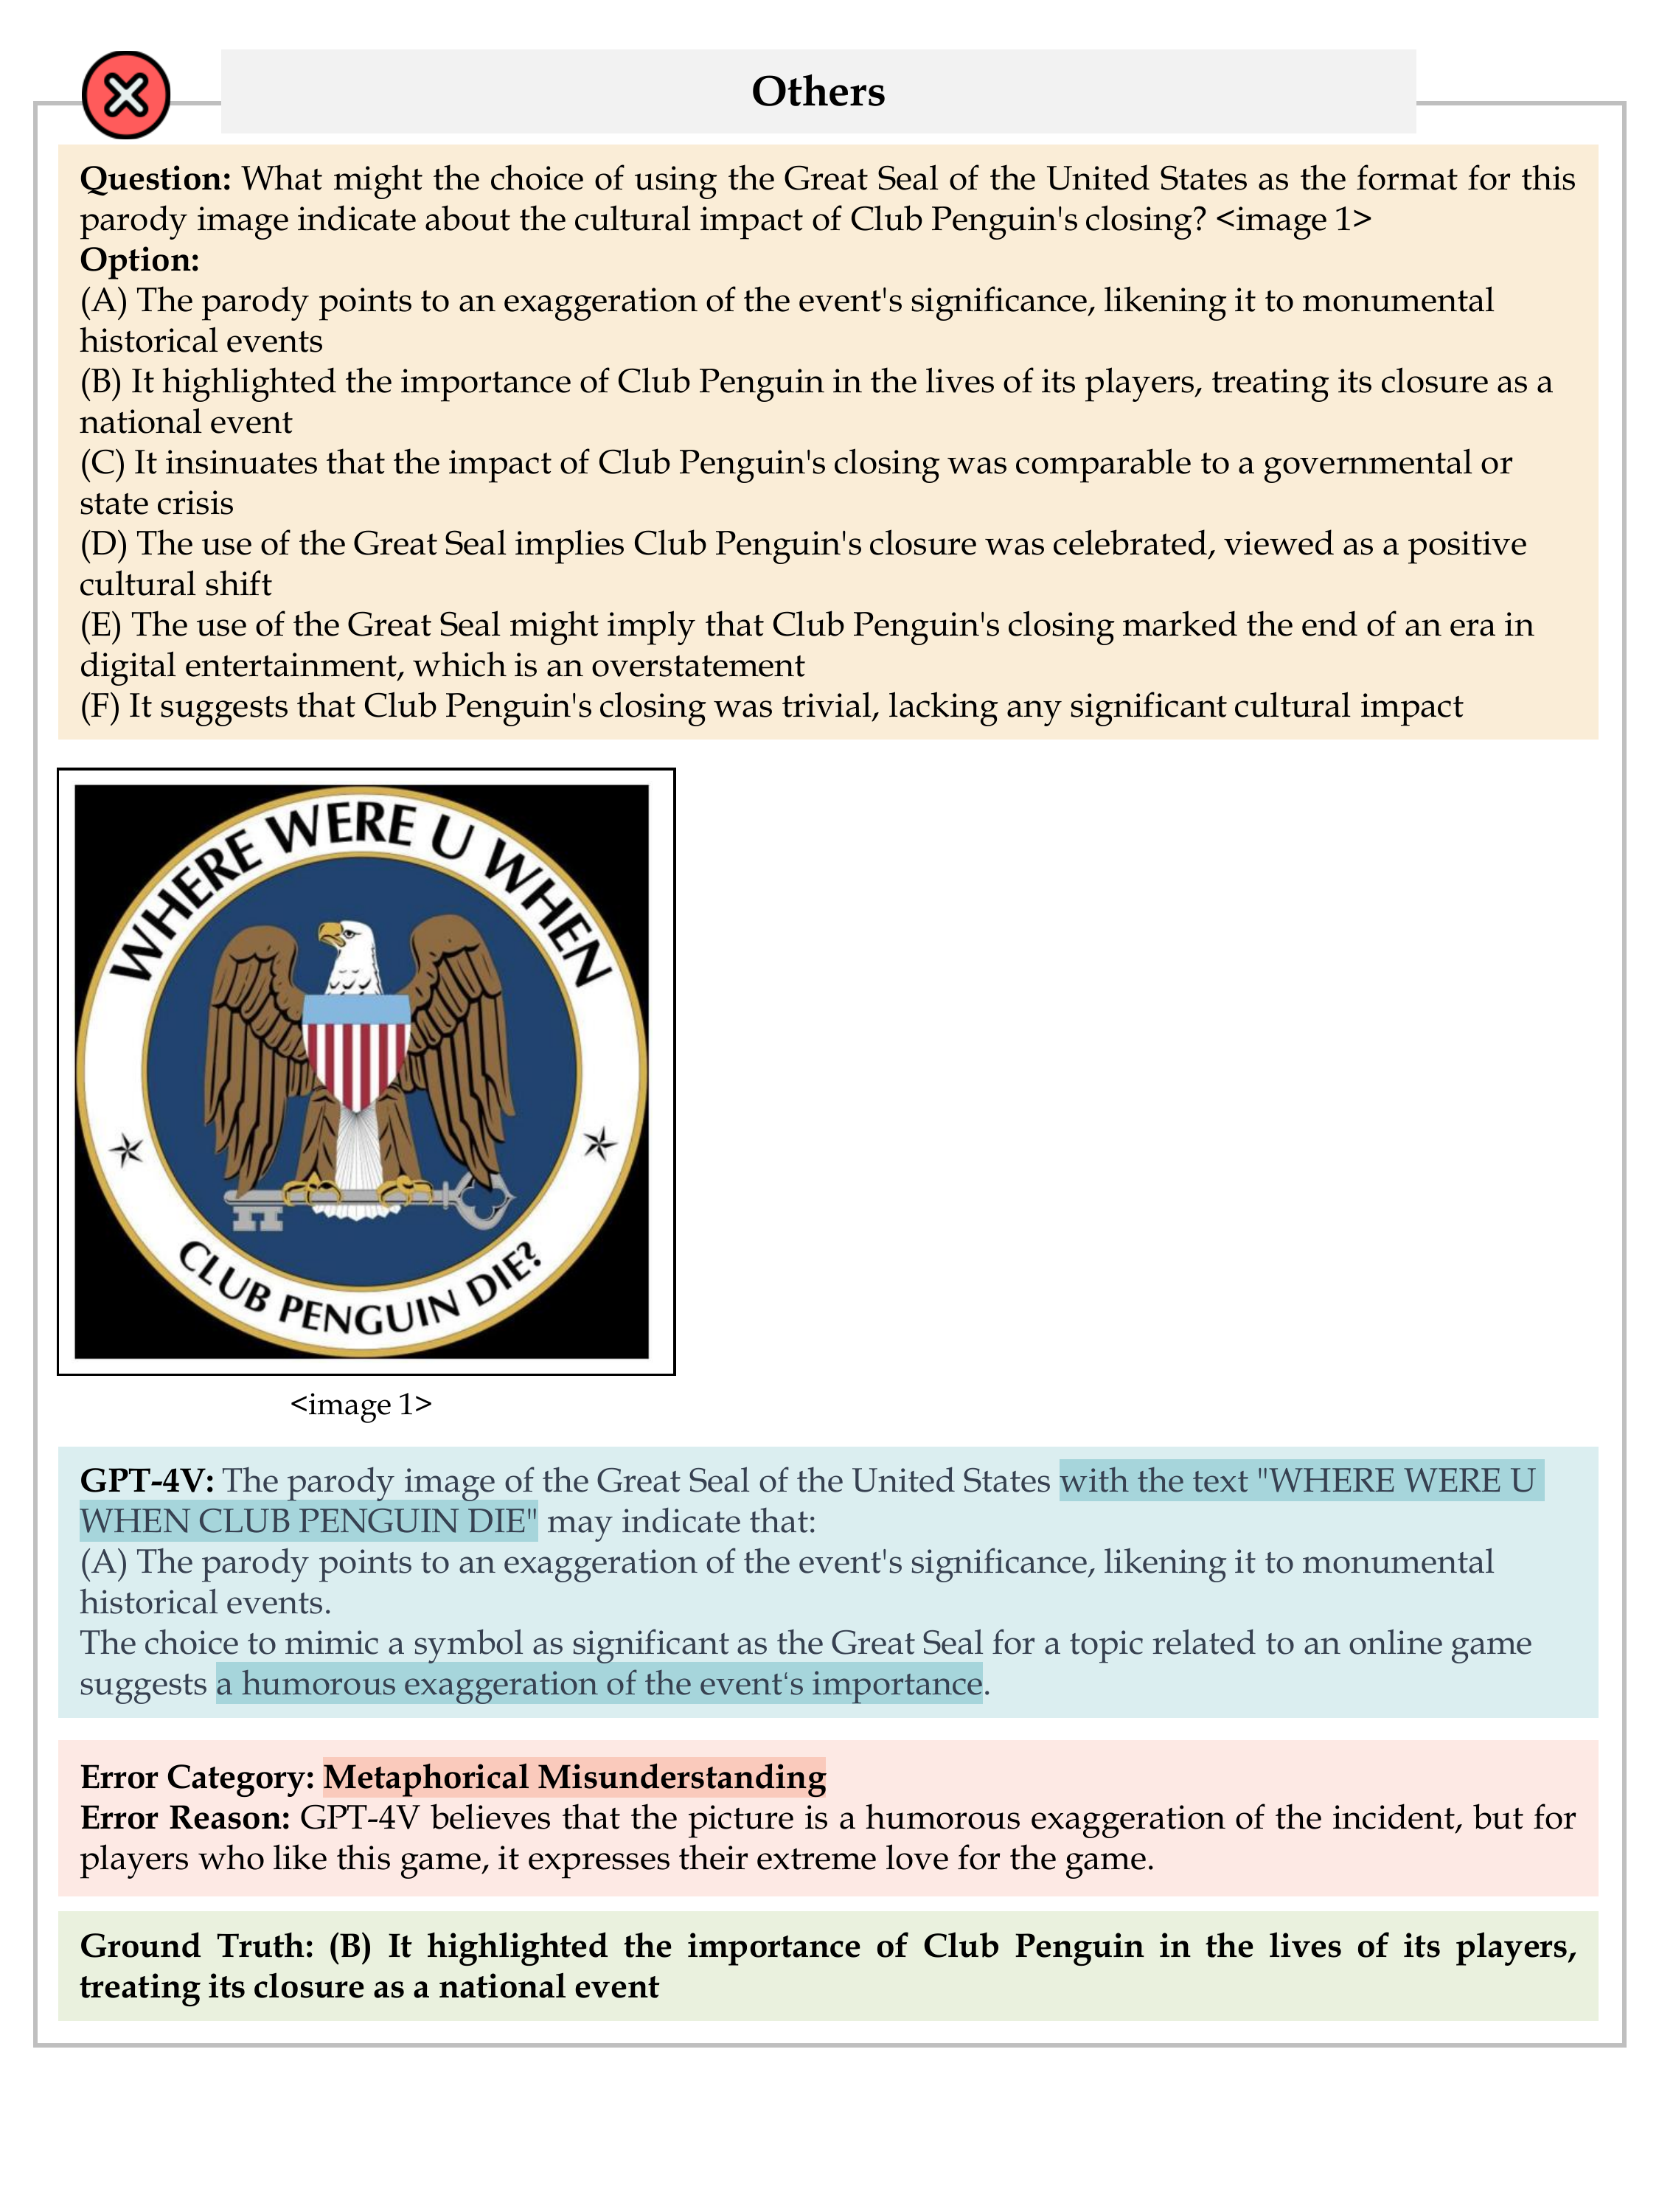 Others
Question: What might the choice of using the Great Seal of the United States as the format for this
parody image indicate about the cultural impact of Club Penguin's closing? <image 1>
Option:
(A) The parody points to an exaggeration of the event's significance, likening it to monumental
historical events
(B) It highlighted the importance of Club Penguin in the lives of its players, treating its closure as a
national event
(C) It insinuates that the impact of Club Penguin's closing was comparable to a governmental or
state crisis
(D) The use of the Great Seal implies Club Penguin's closure was celebrated, viewed as a positive
cultural shift
(E) The use of the Great Seal might imply that Club Penguin's closing marked the end of an era in
digital entertainment, which is an overstatement
(F) It suggests that Club Penguin's closing was trivial, lacking any significant cultural impact
WHERE WERE U WHEN
CLUB PENGUIN DIE?
<image 1>
GPT-4V: The parody image of the Great Seal of the United States with the text "WHERE WERE U
WHEN CLUB PENGUIN DIE" may indicate that:
(A) The parody points to an exaggeration of the event's significance, likening it to monumental
historical events.
The choice to mimic a symbol as significant as the Great Seal for a topic related to an online game
suggests a humorous exaggeration of the event‘s importance.
Error Category: Metaphorical Misunderstanding
Error Reason: GPT-4V believes that the picture is a humorous exaggeration of the incident, but for
players who like this game, it expresses their extreme love for the game.
Ground Truth: (B) It highlighted the importance of Club Penguin in the lives of its players,
treating its closure as a national event